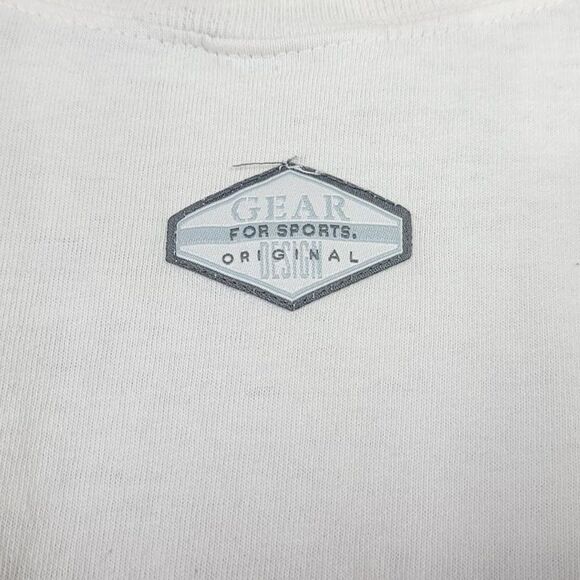 GEAR
FOR SPORTS.
ORIGINAL
DESIGN